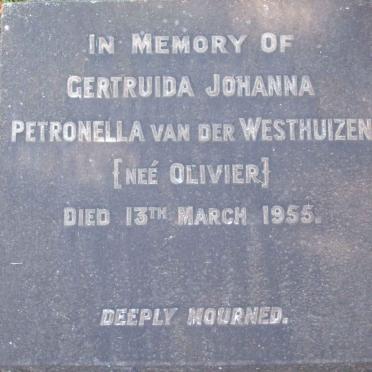 IN MEMORY OF
GERTRUIDA JOHANNA
PETRONELLA VAN DER WESTHUIZEN
{NEÉ OLIVIER}
DIED 13TH MARCH 1955.
DEEPLY MOURNED.